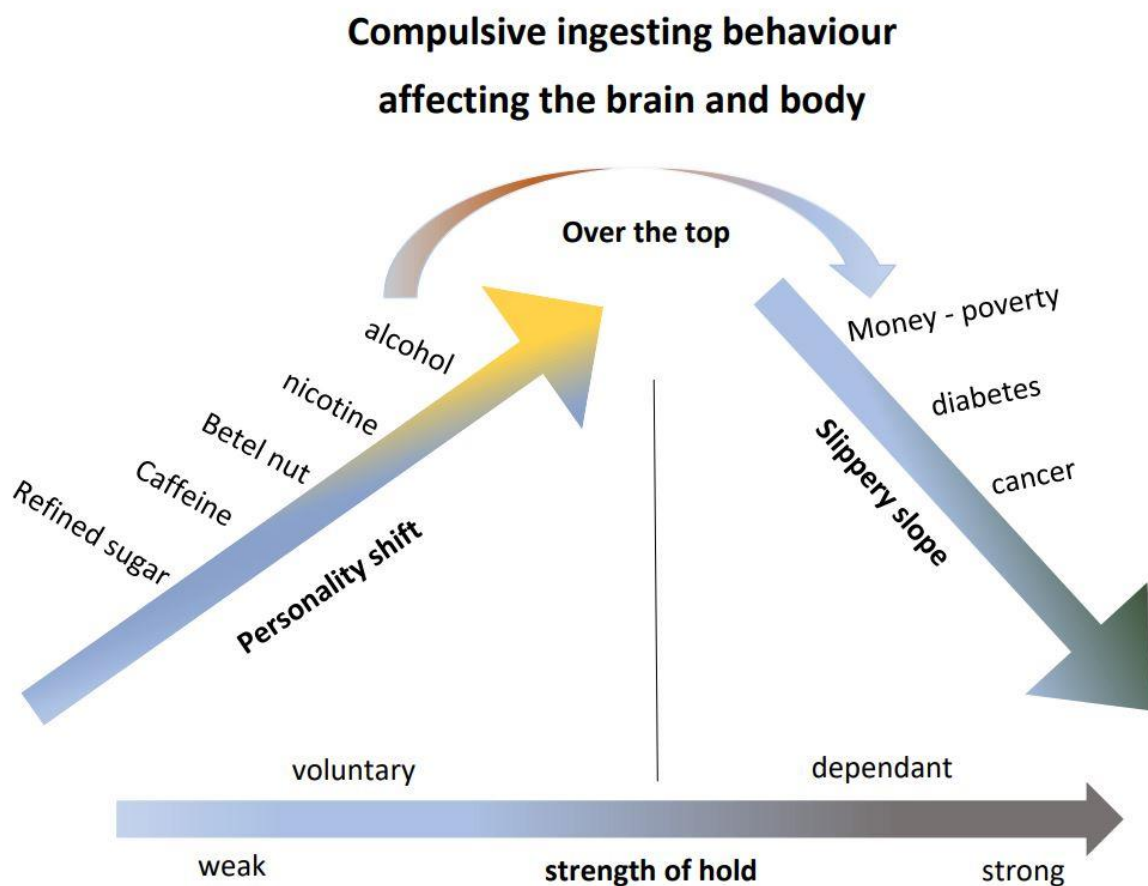 Compulsive ingesting behaviour
affecting the brain and body
Over the top
alcohol
nicotine
Betel nut
Caffeine
Refined sugar
Personality shift
Money - poverty
diabetes
cancer
Slippery slope
voluntary
dependant
weak
strength of hold
strong